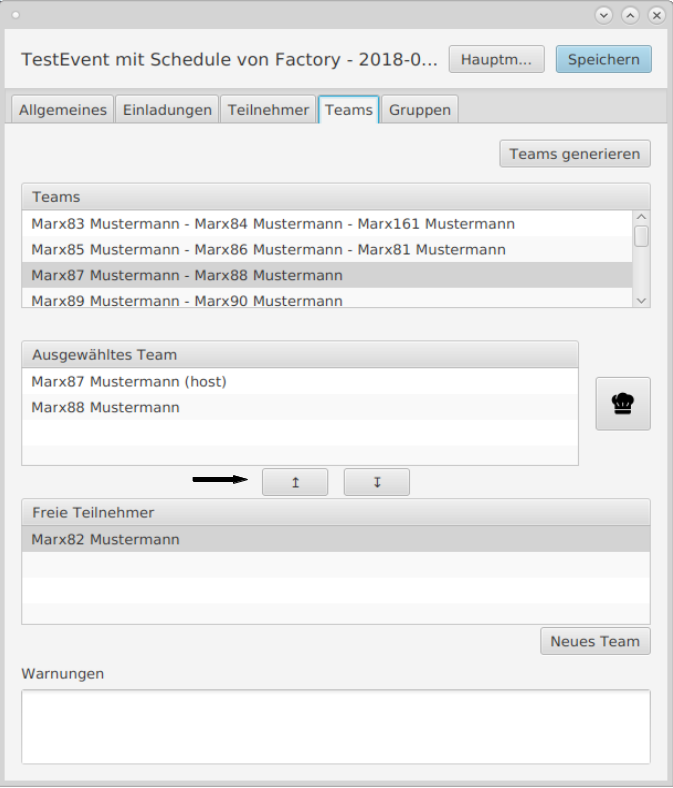 TestEvent mit Schedule von Factory - 2018-0... Hauptm... Speichern
Allgemeines Einladungen Teilnehmer Teams Gruppen
Teams generieren
Teams
Marx83 Mustermann - Marx84 Mustermann - Marx161 Mustermann
Marx85 Mustermann - Marx86 Mustermann - Marx81 Mustermann
Marx87 Mustermann - Marx88 Mustermann
Marx89 Mustermann - Marx90 Mustermann
Ausgewähltes Team
Marx87 Mustermann (host)
Marx88 Mustermann
↥ ↧
Freie Teilnehmer
Marx82 Mustermann
Neues Team
Warnungen